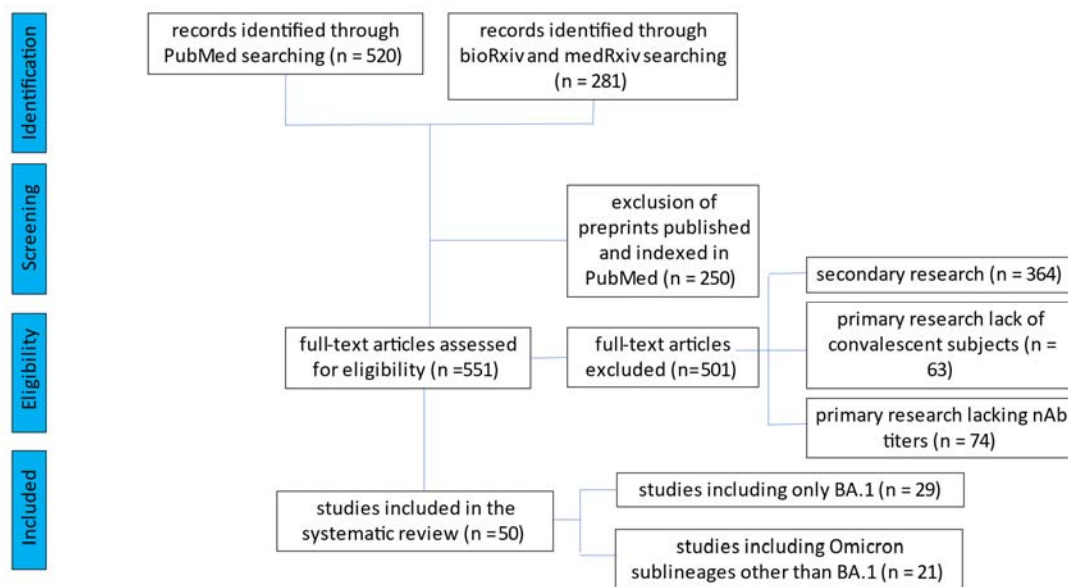 Identification
records identified through
PubMed searching (n = 520)
records identified through
bioRxiv and medRxiv searching
(n = 281)
Screening
exclusion of
preprints published
and indexed in
PubMed (n = 250)
Eligibility
full-text articles assessed
for eligibility (n =551)
full-text articles
excluded (n=501)
secondary research (n = 364)
primary research lack of
convalescent subjects (n =
63)
primary research lacking nAb
titers (n = 74)
Included
studies included in the
systematic review (n =50)
studies including only BA.1 (n = 29)
studies including Omicron
sublineages other than BA.1 (n = 21)